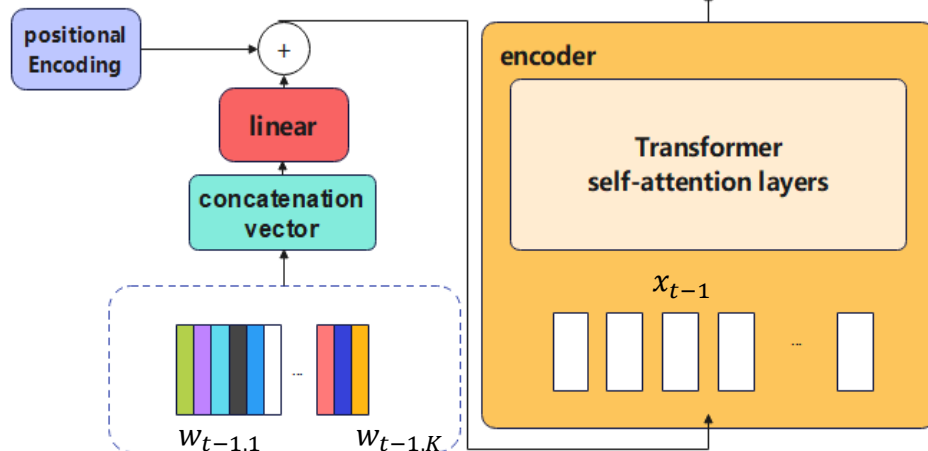 positional
Encoding
+
linear
concatenation
vector
...
w_{t−1,1}
w_{t−1,K}
encoder
Transformer
self-attention layers
x_{t−1}
...